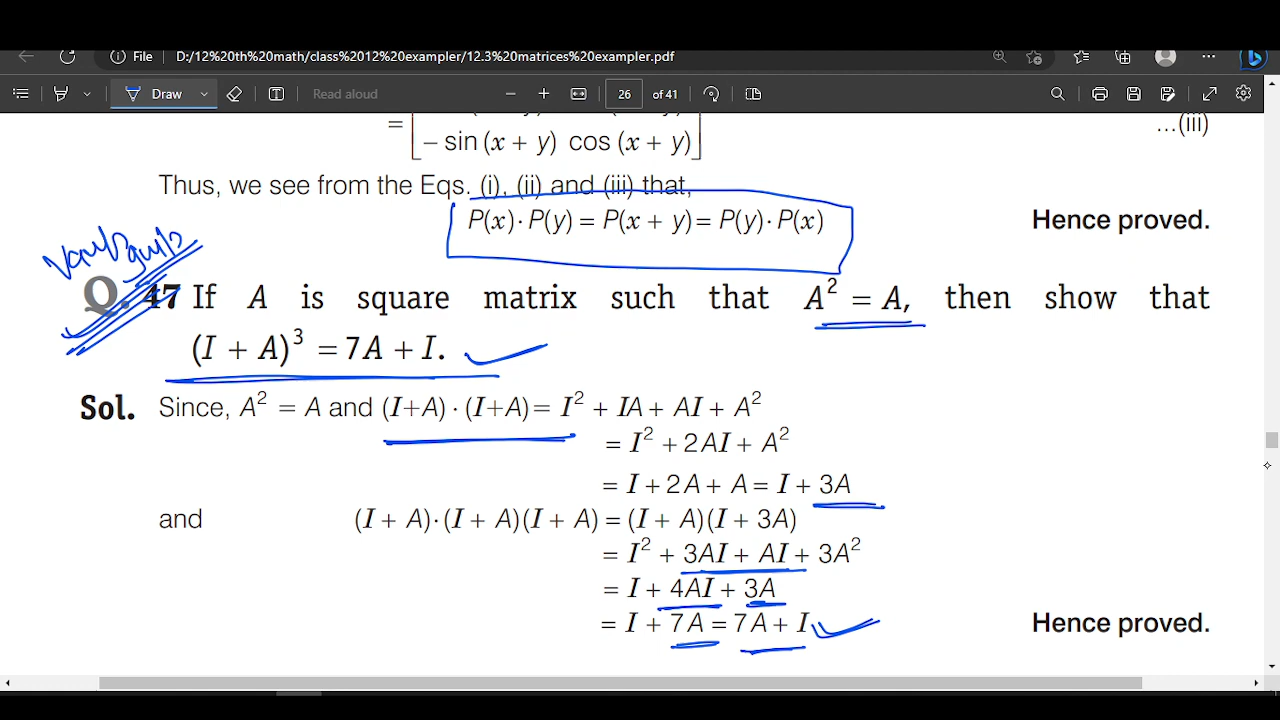 File D:/12%20th%20math/class%2012%20exampler/12.3%20matrices%20exampler.pdf
Draw Read aloud 26 of 41
= − sin (x + y) cos (x + y) ...(iii)
Thus, we see from the Eqs. (i), (ii) and (iii) that,
P(x) · P(y) = P(x + y) = P(y) · P(x) Hence proved.
Q. 47 If A is square matrix such that A² = A, then show that
(I + A)³ = 7A + I.
Sol. Since, A² = A and (I+A) · (I+A) = I² + IA + AI + A²
= I² + 2AI + A²
= I + 2A + A = I + 3A
and (I + A)·(I + A)(I + A) = (I + A)(I + 3A)
= I² + 3AI + AI + 3A²
= I + 4AI + 3A
= I + 7A = 7A + I Hence proved.